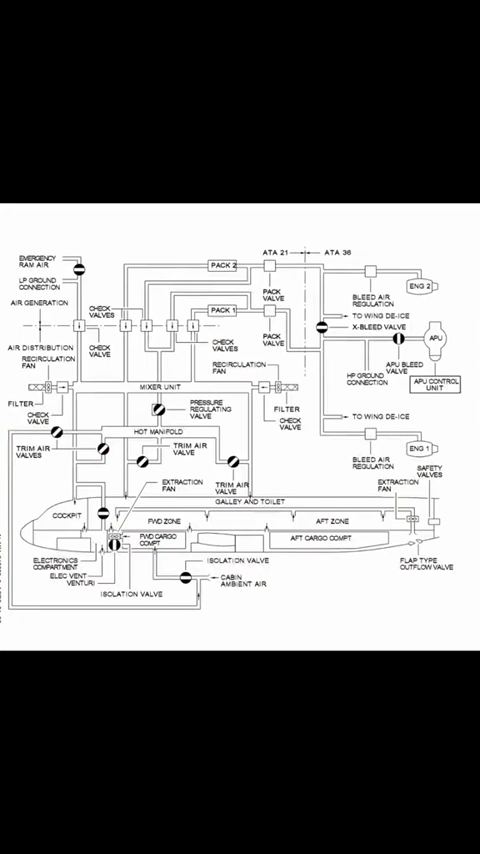 ATA 21
ATA 36
EMERGENCY
RAM AIR
PACK 2
ENG 2
LP GROUND
CONNECTION
PACK
VALVE
BLEED AIR
REGULATION
AIR GENERATION
CHECK
VALVES
PACK 1
TO WING DE-ICE
X-BLEED VALVE
APU
AIR DISTRIBUTION
CHECK
VALVE
CHECK
VALVES
PACK
VALVE
RECIRCULATION
FAN
RECIRCULATION
FAN
APU BLEED
VALVE
HP GROUND
CONNECTION
APU CONTROL
UNIT
MIXER UNIT
FILTER
CHECK
VALVE
PRESSURE
REGULATING
VALVE
FILTER
CHECK
VALVE
TO WING DE-ICE
HOT MANIFOLD
TRIM AIR
VALVES
TRIM AIR
VALVE
ENG 1
BLEED AIR
REGULATION
SAFETY
VALVES
EXTRACTION
FAN
TRIM AIR
VALVE
EXTRACTION
FAN
GALLEY AND TOILET
COCKPIT
FWD ZONE
AFT ZONE
FWD CARGO
COMPT
AFT CARGO COMPT
ELECTRONICS
COMPARTMENT
ELEC VENT
VENTURI
ISOLATION VALVE
ISOLATION VALVE
CABIN
AMBIENT AIR
FLAP TYPE
OUTFLOW VALVE